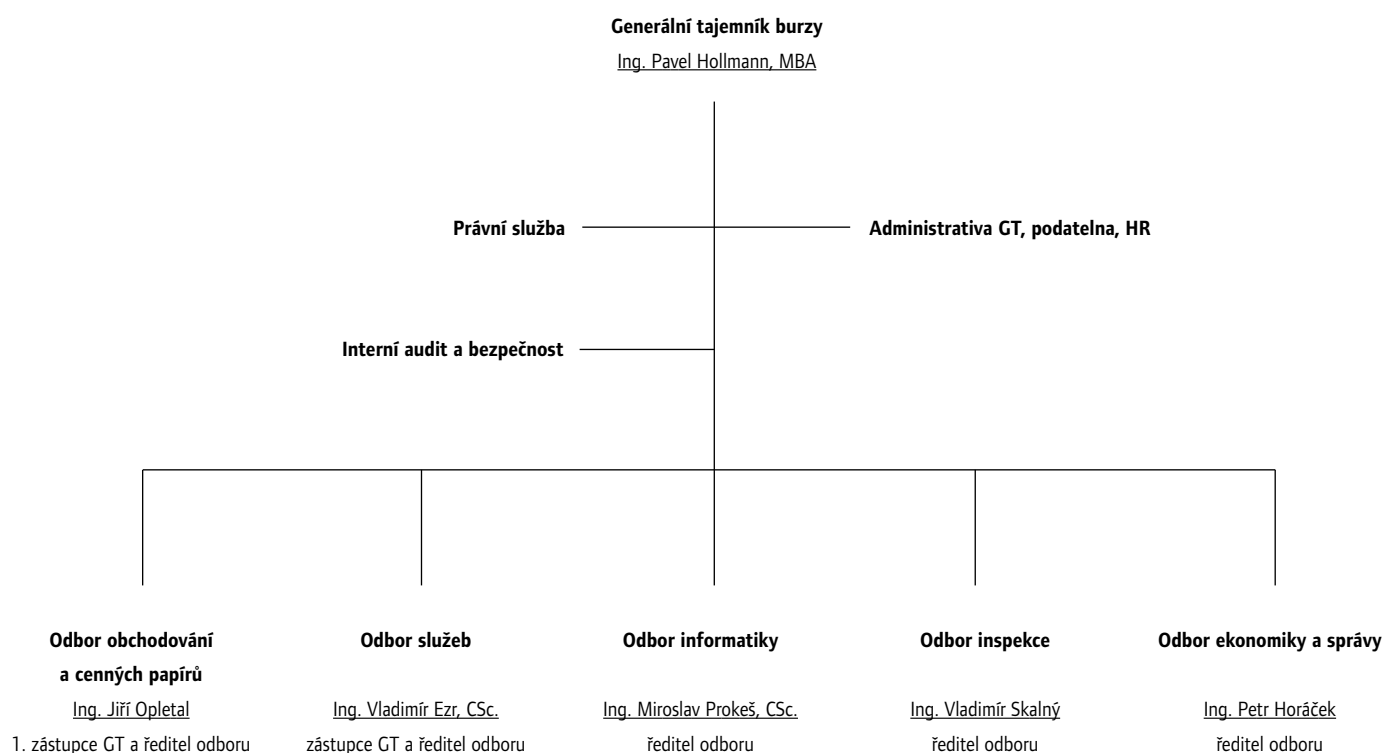 Generální tajemník burzy
Ing. Pavel Hollmann, MBA
Právní služba
Administrativa GT, podatelna, HR
Interní audit a bezpečnost
Odbor obchodování
a cenných papírů
Ing. Jiří Opletal
1. zástupce GT a ředitel odboru
Odbor služeb
Ing. Vladimír Ezr, CSc.
zástupce GT a ředitel odboru
Odbor informatiky
Ing. Miroslav Prokeš, CSc.
ředitel odboru
Odbor inspekce
Ing. Vladimír Skalný
ředitel odboru
Odbor ekonomiky a správy
Ing. Petr Horáček
ředitel odboru